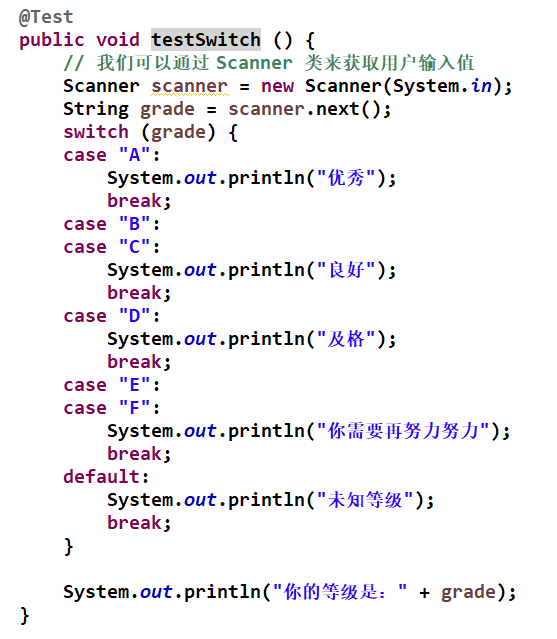 @Test
public void testSwitch () {
    // 我们可以通过 Scanner 类来获取用户输入值
    Scanner scanner = new Scanner(System.in);
    String grade = scanner.next();
    switch (grade) {
    case "A":
        System.out.println("优秀");
        break;
    case "B":
    case "C":
        System.out.println("良好");
        break;
    case "D":
        System.out.println("及格");
        break;
    case "E":
    case "F":
        System.out.println("你需要再努力努力");
        break;
    default:
        System.out.println("未知等级");
        break;
    }

    System.out.println("你的等级是：" + grade);
}